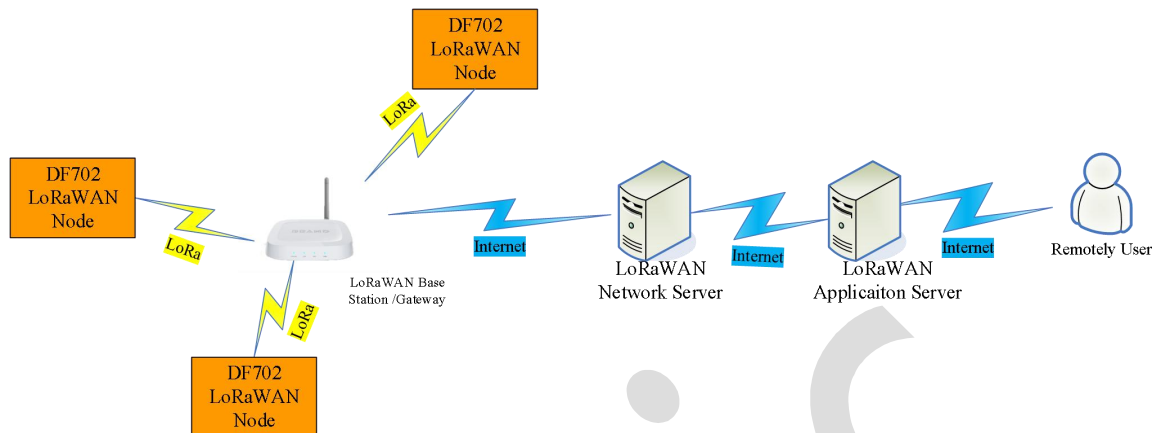 DF702
LoRaWAN
Node
LoRa
DF702
LoRaWAN
Node
LoRa
LoRaWAN Base
Station /Gateway
LoRa
DF702
LoRaWAN
Node
Internet
LoRaWAN
Network Server
Internet
LoRaWAN
Applicaiton Server
Internet
Remotely User